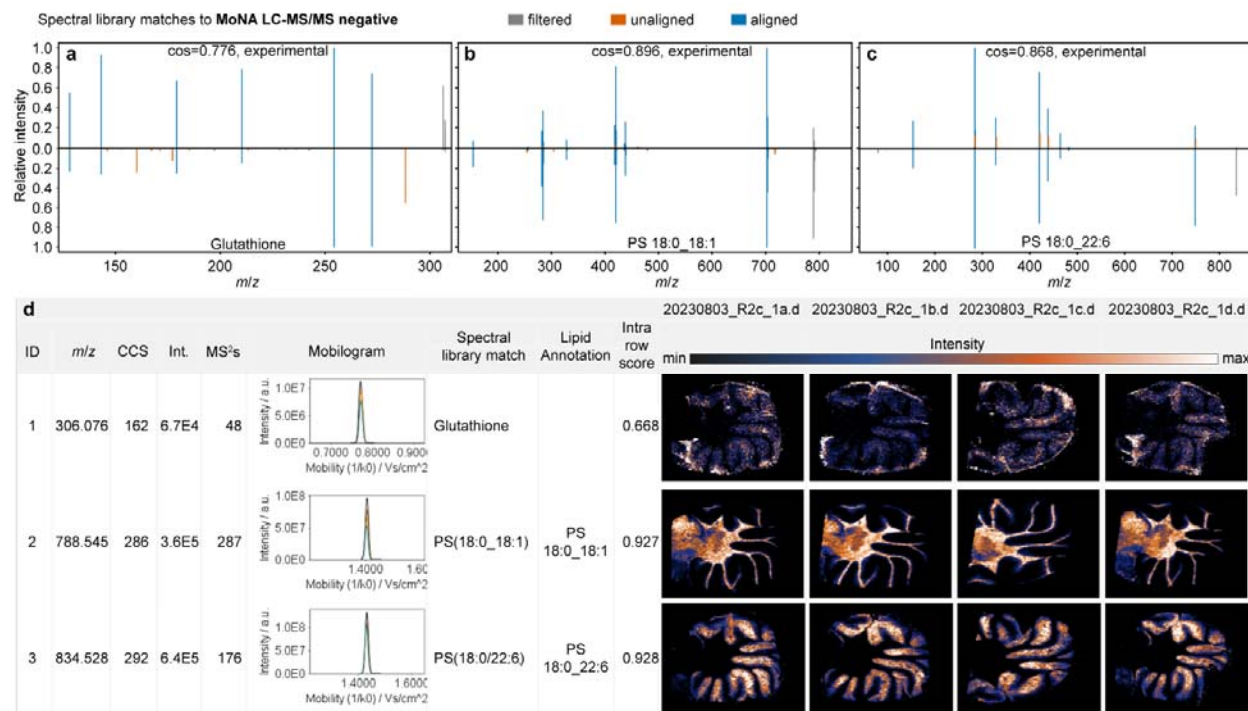 Spectral library matches to MoNA LC-MS/MS negative
filtered unaligned aligned
a cos=0.776, experimental
b cos=0.896, experimental
c cos=0.868, experimental
Relative intensity
1.0
0.8
0.6
0.4
0.2
0.0
0.2
0.4
0.6
0.8
1.0
Glutathione
PS 18:0_18:1
PS 18:0_22:6
150 200 250 300
200 300 400 500 600 700 800
100 200 300 400 500 600 700 800
m/z m/z m/z
d
20230803_R2c_1a.d 20230803_R2c_1b.d 20230803_R2c_1c.d 20230803_R2c_1d.d
ID m/z CCS Int. MS²s Mobilogram Spectral library match Lipid Annotation Intra row score
Intensity
min max
1 306.076 162 6.7E4 48 Glutathione 0.668
Intensity / a.u.
1.0E7
5.0E6
0.0E0
0.7000 0.8000 0.9000
Mobility (1/k0) / Vs/cm^2
2 788.545 286 3.6E5 287 PS(18:0_18:1) PS 18:0_18:1 0.927
Intensity / a.u.
1.0E8
5.0E7
0.0E0
1.4000 1.60
Mobility (1/k0) / Vs/cm^2
3 834.528 292 6.4E5 176 PS(18:0/22:6) PS 18:0_22:6 0.928
Intensity / a.u.
1.0E8
5.0E7
0.0E0
1.4000 1.6000
Mobility (1/k0) / Vs/cm^2